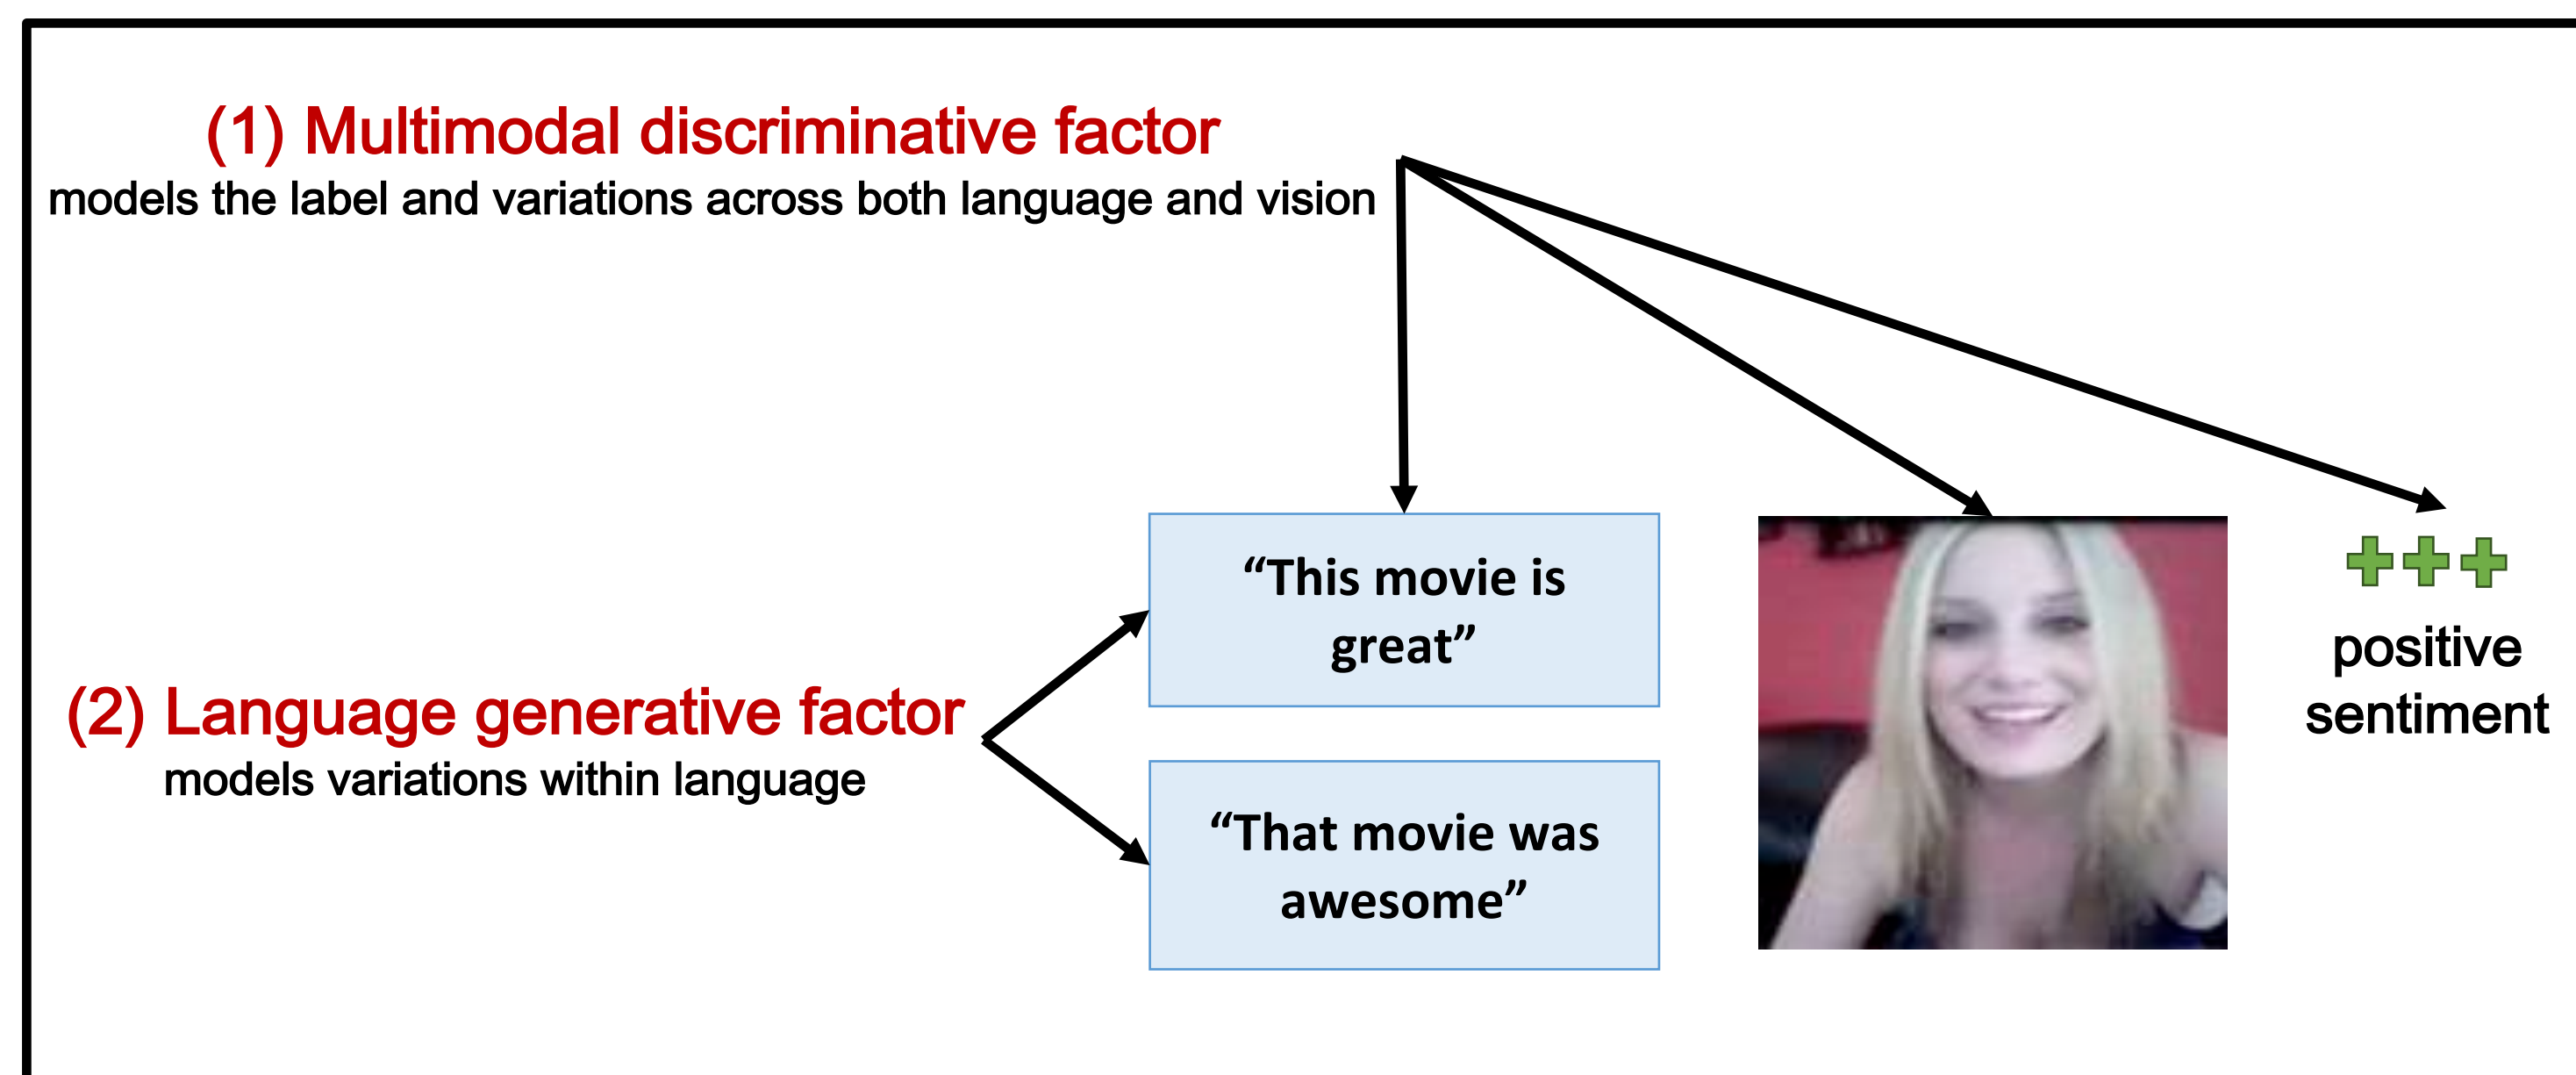 (1) Multimodal discriminative factor
models the label and variations across both language and vision
“This movie is
great”
positive
sentiment
(2) Language generative factor
models variations within language
“That movie was
awesome”